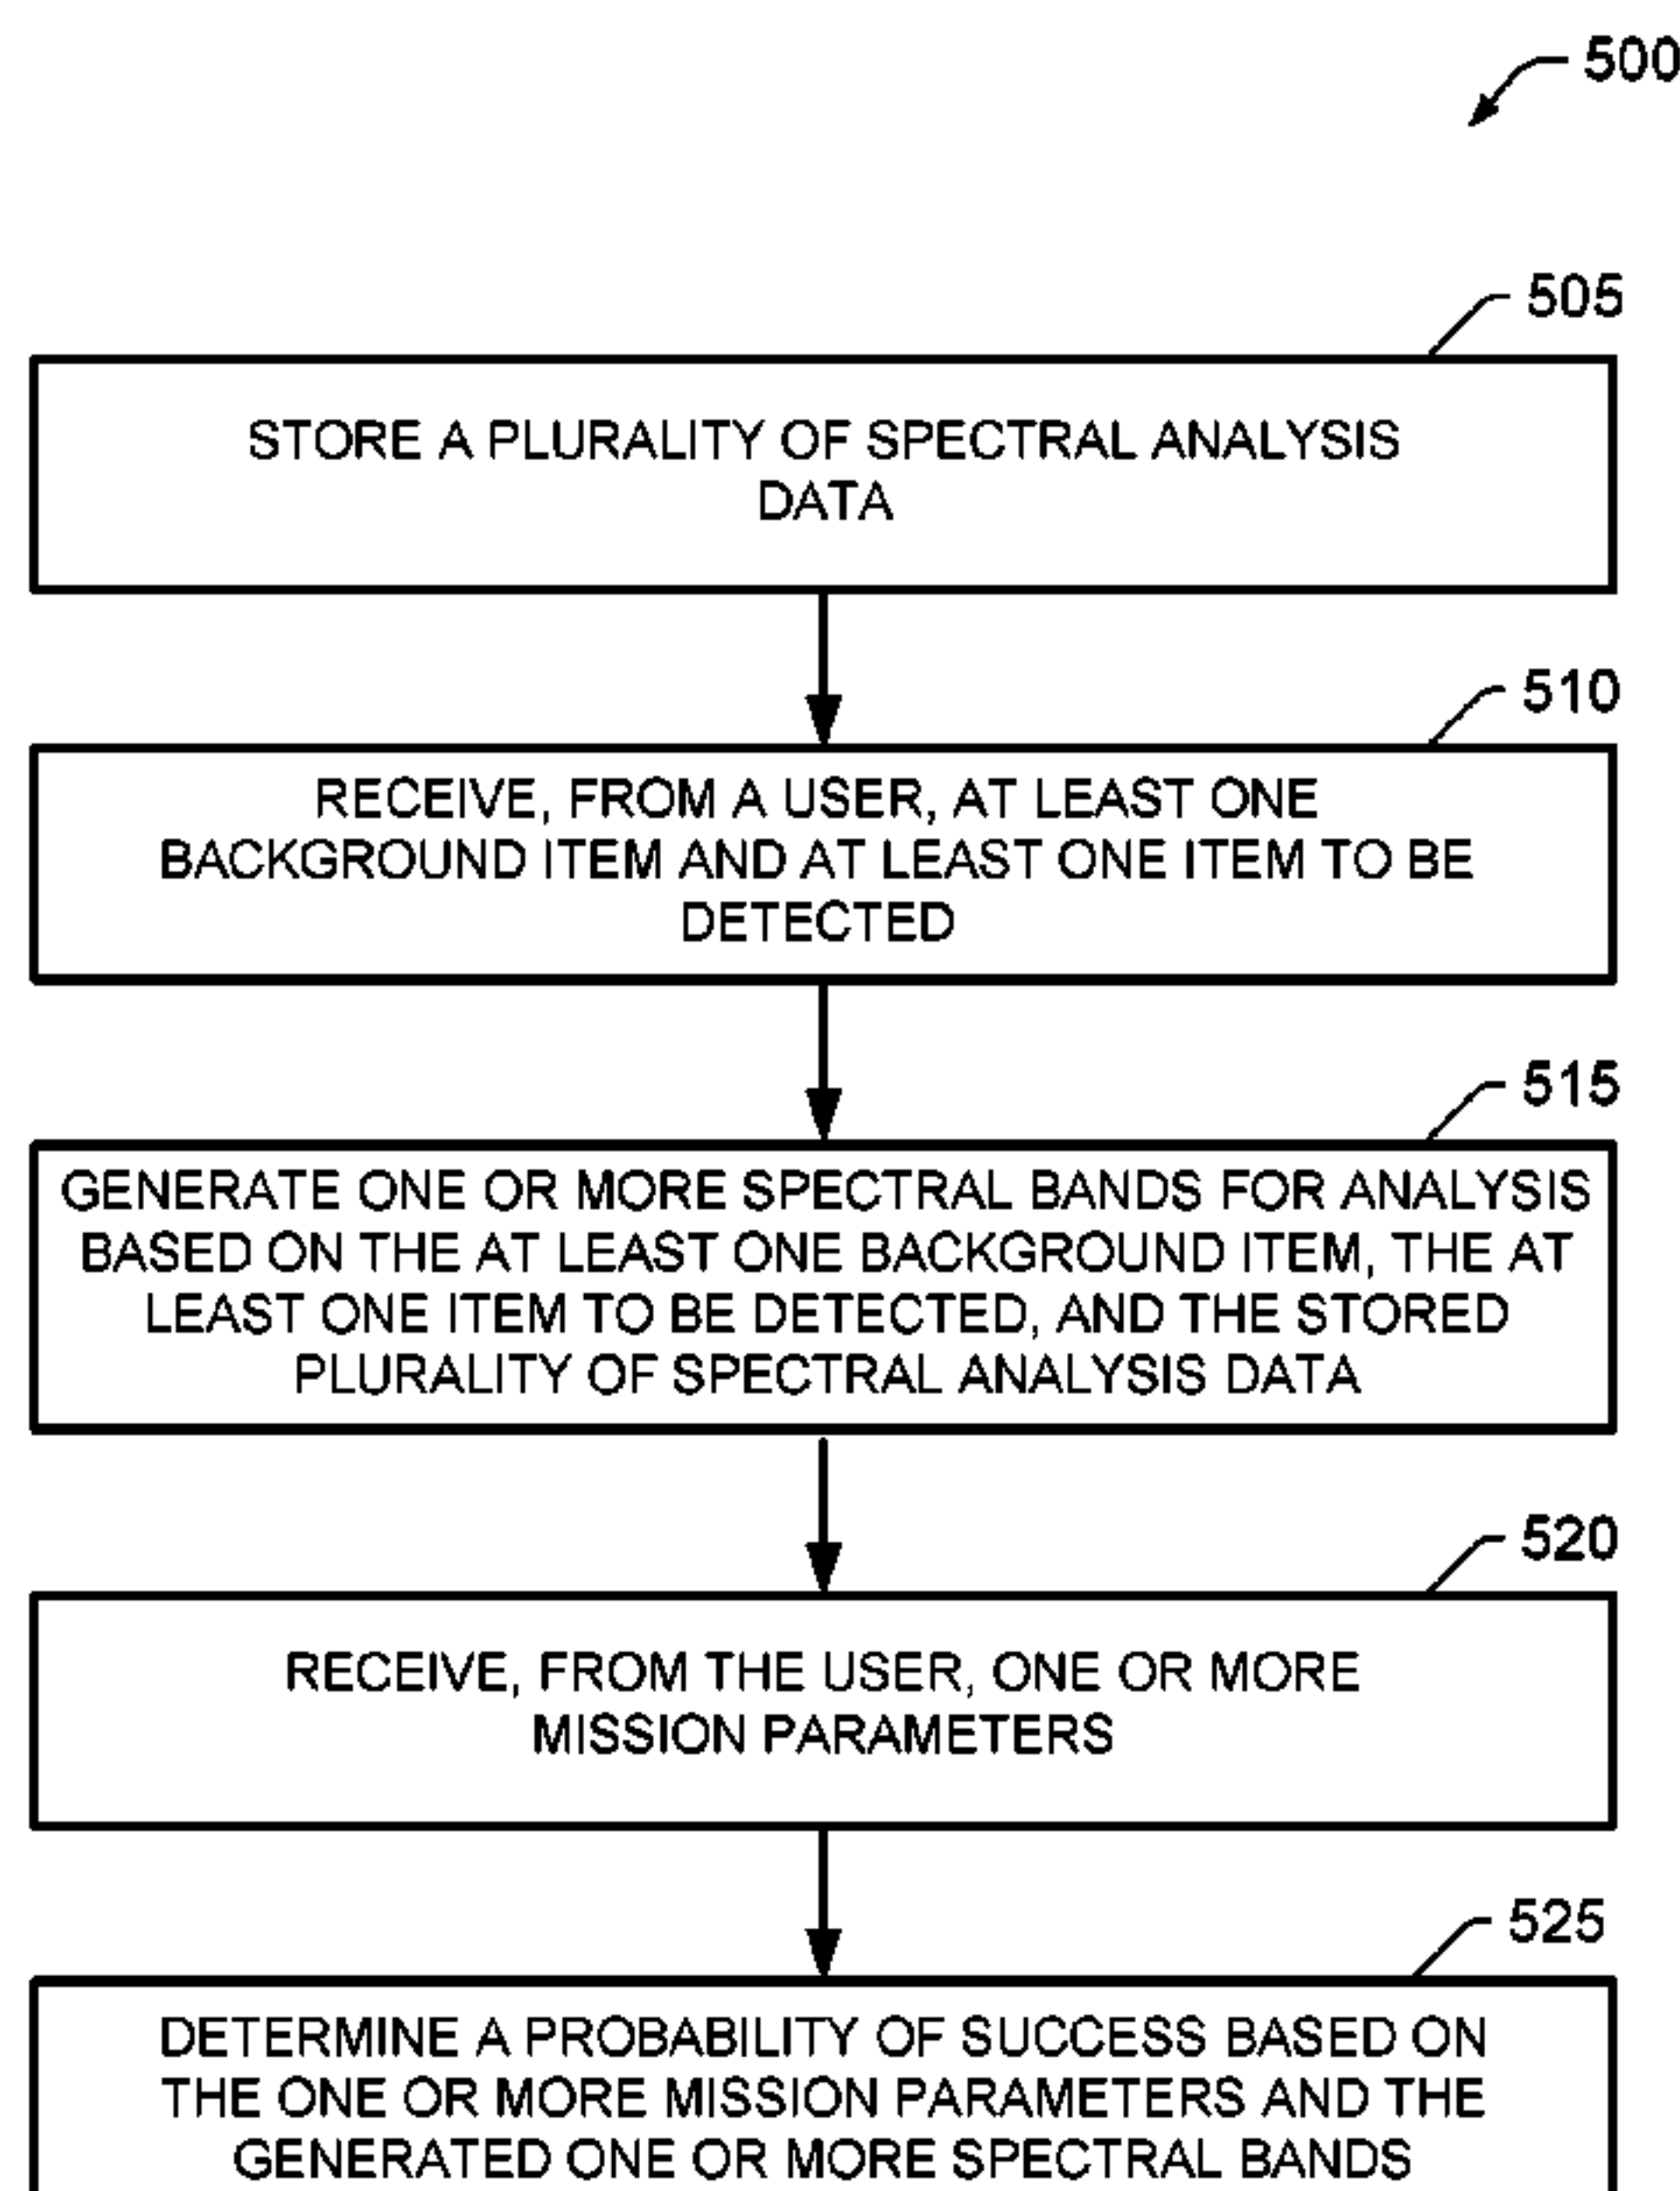 500
505
STORE A PLURALITY OF SPECTRAL ANALYSIS
DATA
510
RECEIVE, FROM A USER, AT LEAST ONE
BACKGROUND ITEM AND AT LEAST ONE ITEM TO BE
DETECTED
515
GENERATE ONE OR MORE SPECTRAL BANDS FOR ANALYSIS
BASED ON THE AT LEAST ONE BACKGROUND ITEM, THE AT
LEAST ONE ITEM TO BE DETECTED, AND THE STORED
PLURALITY OF SPECTRAL ANALYSIS DATA
520
RECEIVE, FROM THE USER, ONE OR MORE
MISSION PARAMETERS
525
DETERMINE A PROBABILITY OF SUCCESS BASED ON
THE ONE OR MORE MISSION PARAMETERS AND THE
GENERATED ONE OR MORE SPECTRAL BANDS